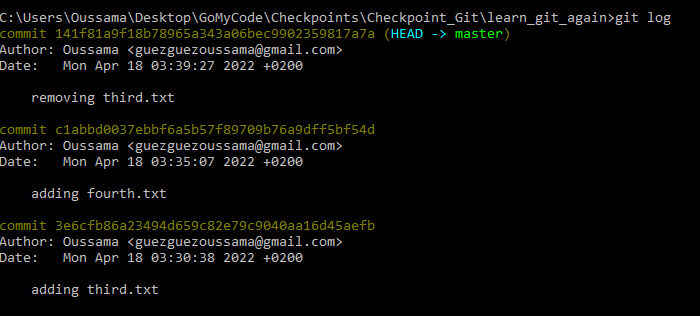 C:\Users\Oussama\Desktop\GoMyCode\Checkpoints\Checkpoint_Git\learn_git_again>git log
commit 141f81a9f18b78965a343a06bec9902359817a7a (HEAD -> master)
Author: Oussama <guezguezoussama@gmail.com>
Date:   Mon Apr 18 03:39:27 2022 +0200
removing third.txt
commit c1abbd0037ebbf6a5b57f89709b76a9dff5bf54d
Author: Oussama <guezguezoussama@gmail.com>
Date:   Mon Apr 18 03:35:07 2022 +0200
adding fourth.txt
commit 3e6cfb86a23494d659c82e79c9040aa16d45aefb
Author: Oussama <guezguezoussama@gmail.com>
Date:   Mon Apr 18 03:30:38 2022 +0200
adding third.txt